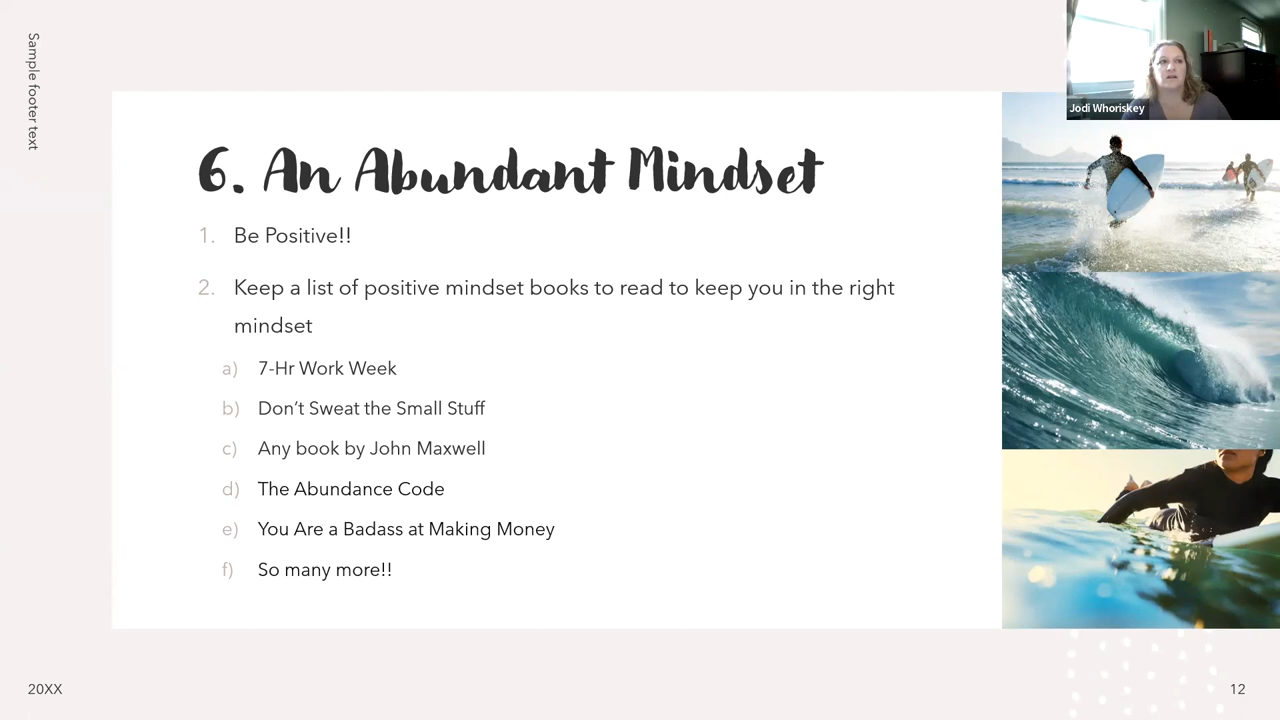 Sample footer text
Jodi Whoriskey
6. An Abundant Mindset
1. Be Positive!!
2. Keep a list of positive mindset books to read to keep you in the right
mindset
a) 7-Hr Work Week
b) Don’t Sweat the Small Stuff
c) Any book by John Maxwell
d) The Abundance Code
e) You Are a Badass at Making Money
f) So many more!!
20XX
12